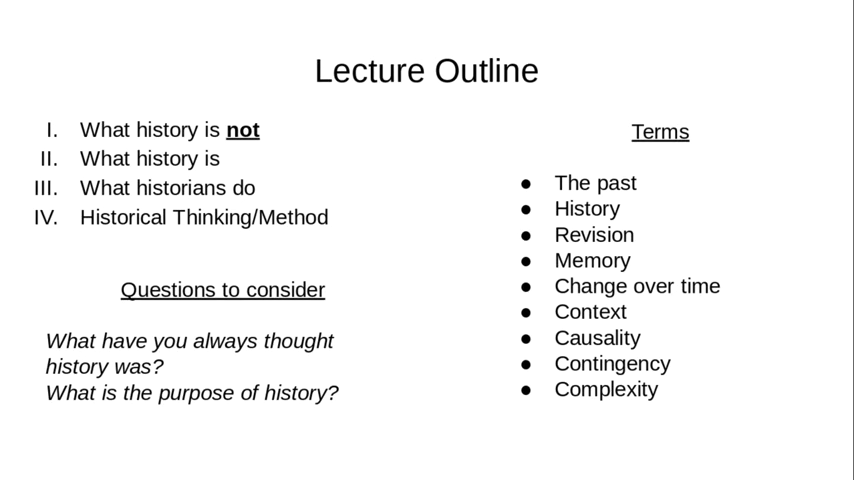 Lecture Outline
I. What history is not
II. What history is
III. What historians do
IV. Historical Thinking/Method
Questions to consider
What have you always thought
history was?
What is the purpose of history?
Terms
● The past
● History
● Revision
● Memory
● Change over time
● Context
● Causality
● Contingency
● Complexity